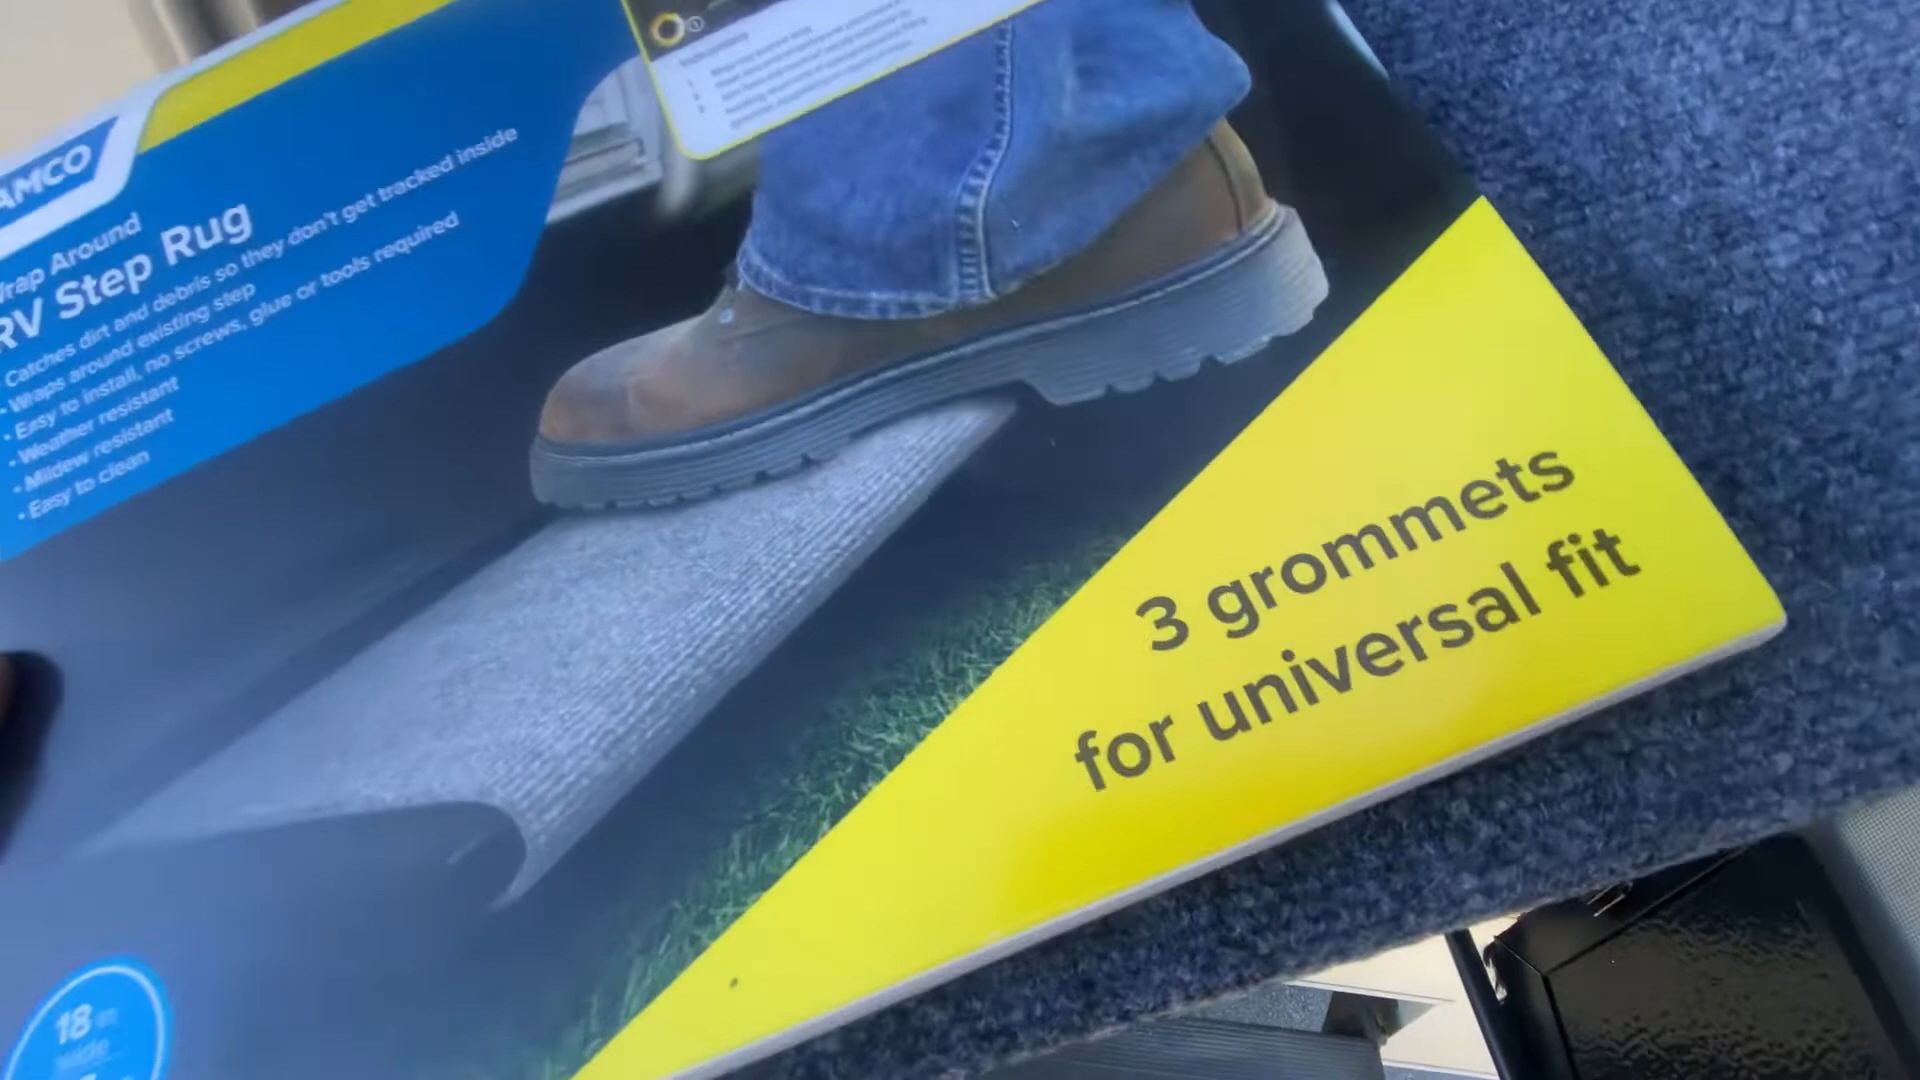 AMCO
Wrap Around
RV Step Rug
Catches dirt and debris so they don't get tracked inside
• Wraps around existing step
• Easy to install, no screws, glue or tools required
• Weather resistant
• Mildew resistant
• Easy to clean
3 grommets
for universal fit
18 in
wide